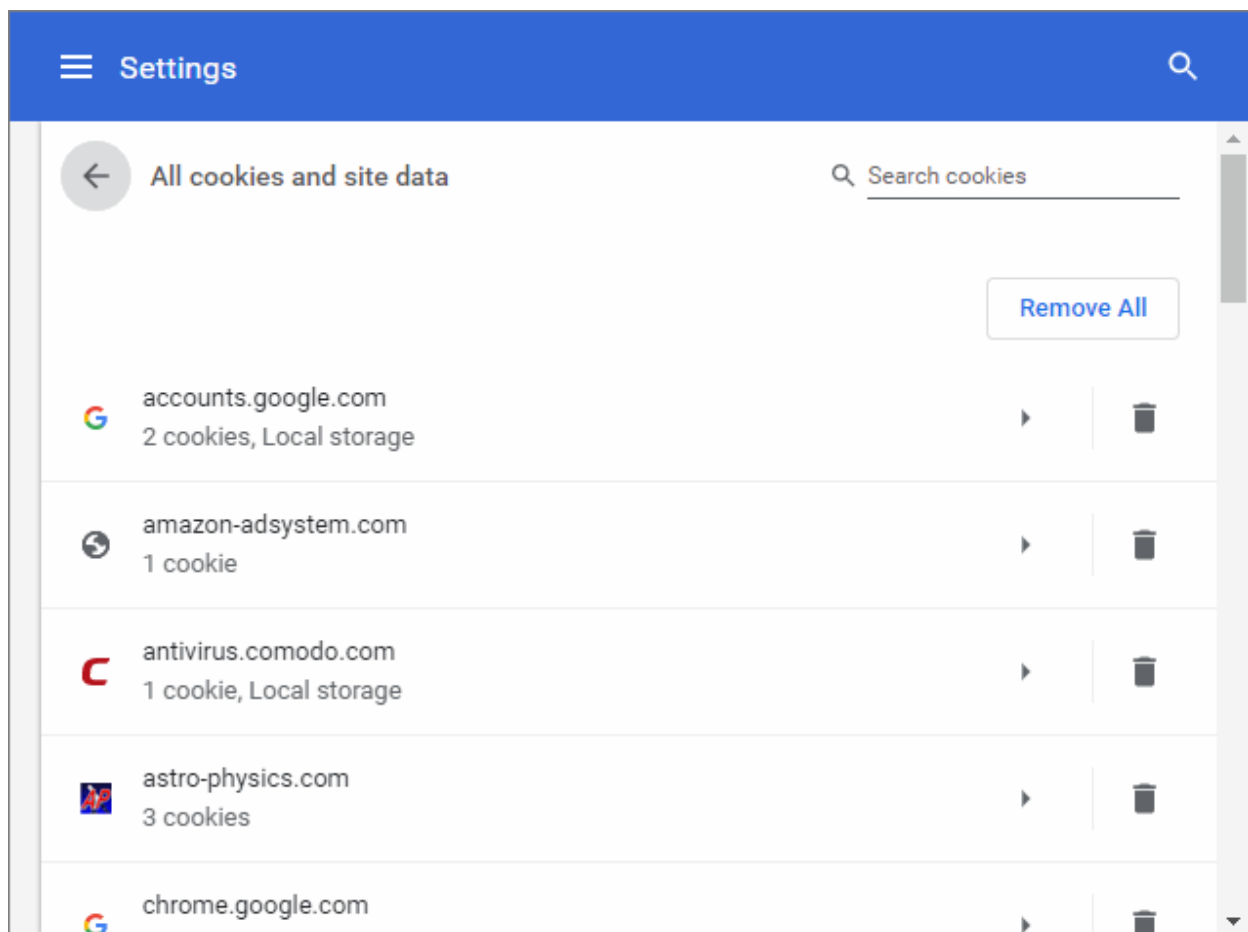 Settings
All cookies and site data
Search cookies
Remove All
accounts.google.com
2 cookies, Local storage
amazon-adsystem.com
1 cookie
antivirus.comodo.com
1 cookie, Local storage
astro-physics.com
3 cookies
chrome.google.com